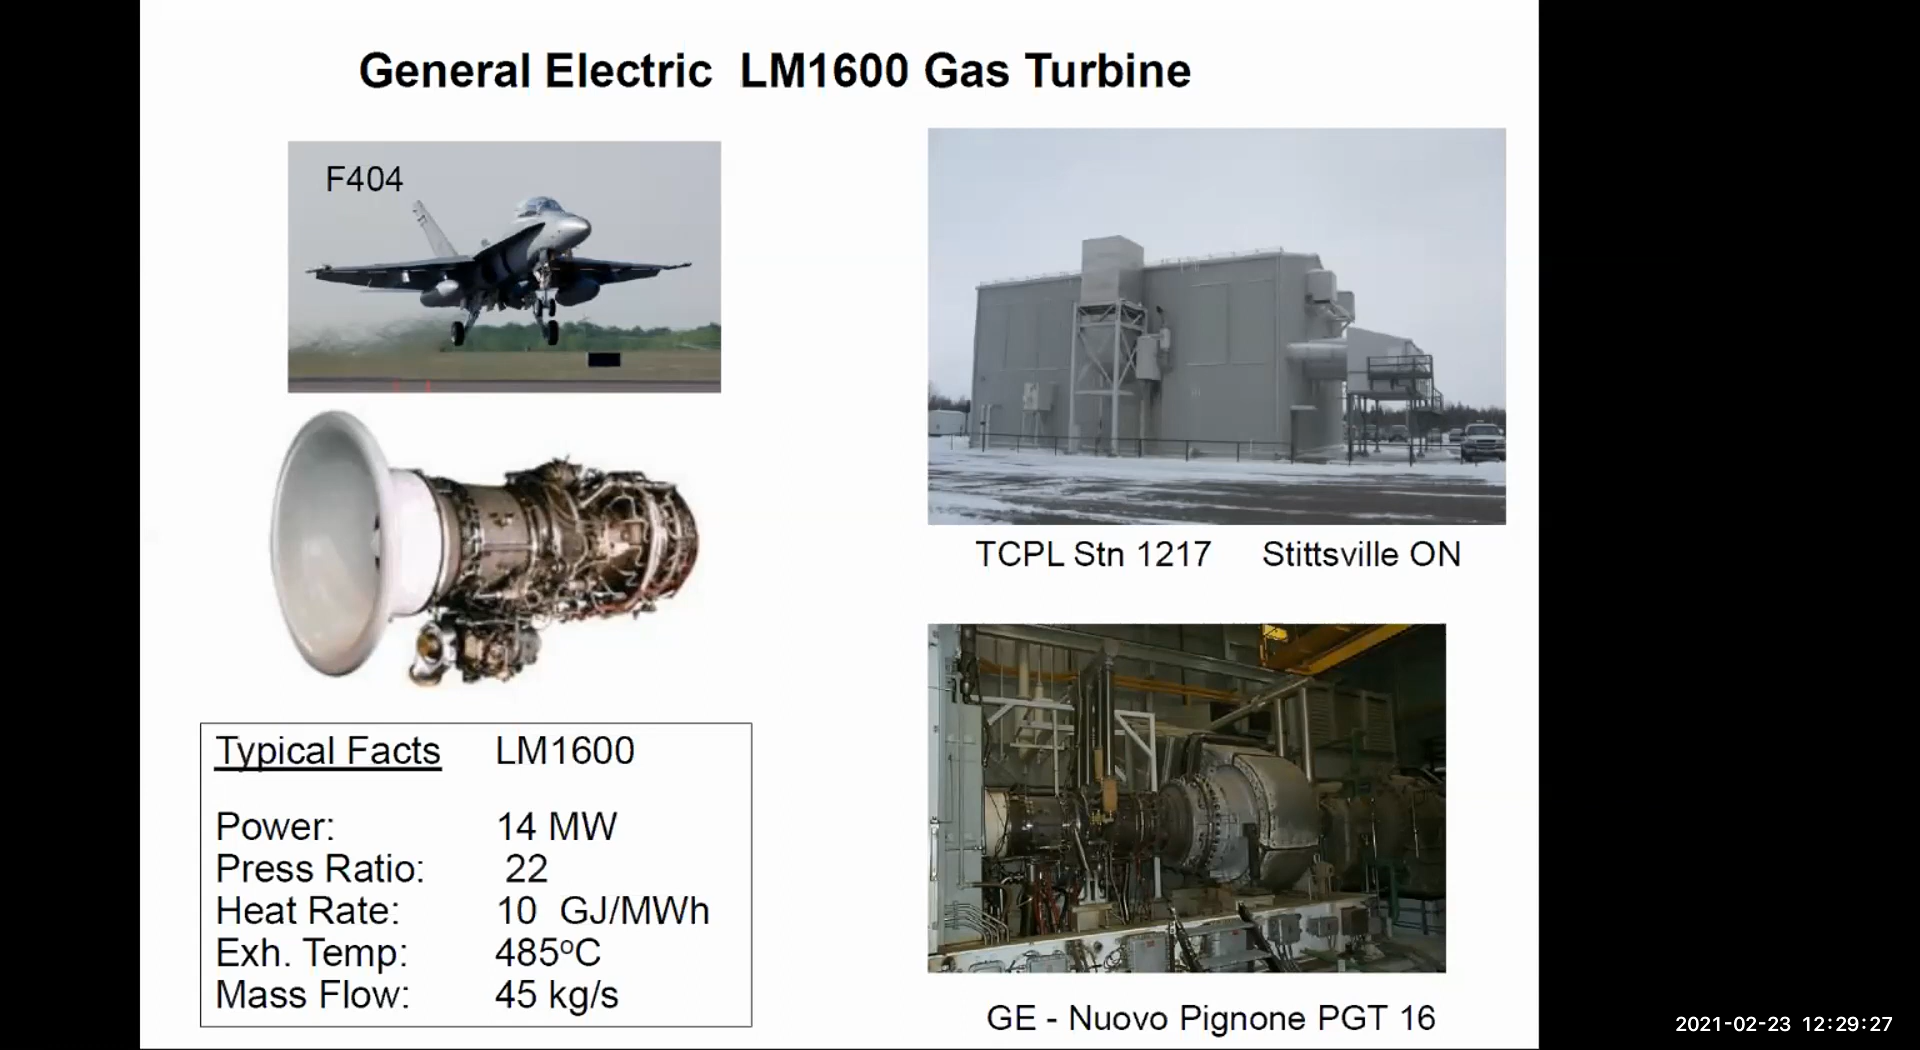 General Electric LM1600 Gas Turbine
F404
TCPL Stn 1217 Stittsville ON
Typical Facts LM1600
Power: 14 MW
Press Ratio: 22
Heat Rate: 10 GJ/MWh
Exh. Temp: 485ºC
Mass Flow: 45 kg/s
GE - Nuovo Pignone PGT 16
2021-02-23 12:29:27